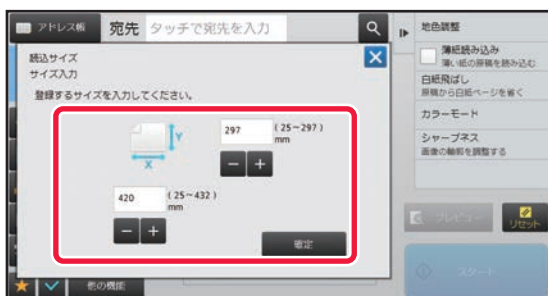 アドレス帳
宛先
タッチで宛先を入力
読込サイズ
サイズ入力
登録するサイズを入力してください。
Y
X
297
(25~297)
mm
− +
420
(25~432)
mm
− +
確定
他の機能
地色調整
薄紙読み込み
薄い紙の原稿を読み込む
白紙飛ばし
原稿から白紙ページを省く
カラーモード
シャープネス
画像の輪郭を調整する
プレビュー
リセット
スタート